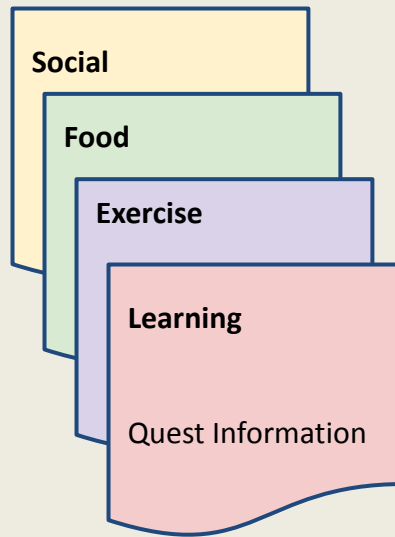 Social
Food
Exercise
Learning
Quest Information